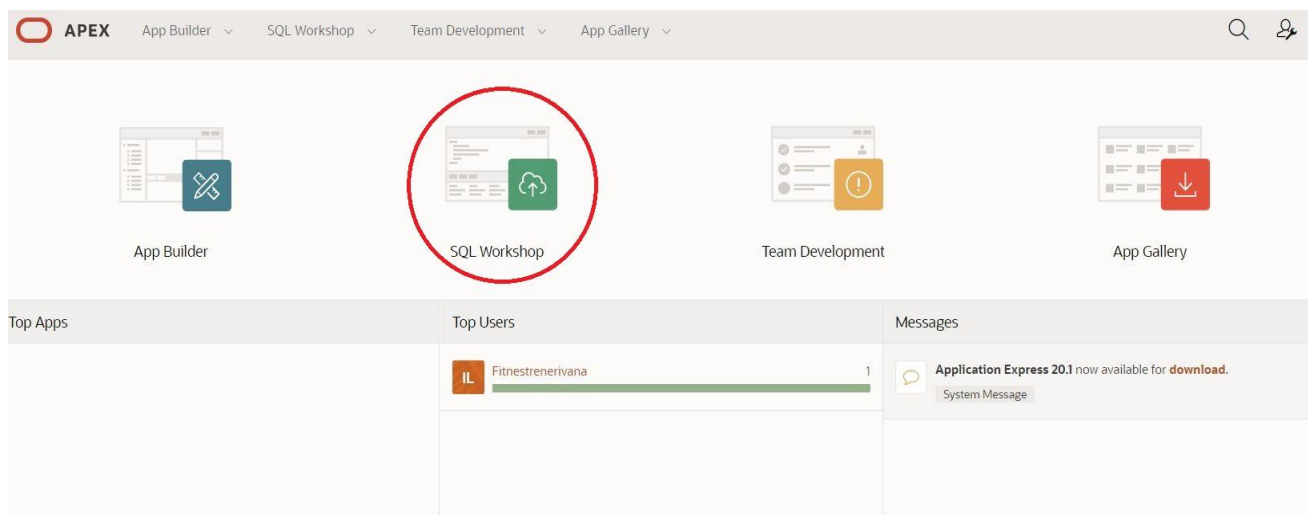 APEX App Builder SQL Workshop Team Development App Gallery
App Builder
SQL Workshop
Team Development
App Gallery
Top Apps
Top Users
Messages
IL
Fitnestrenerivana 1
Application Express 20.1 now available for download.
System Message